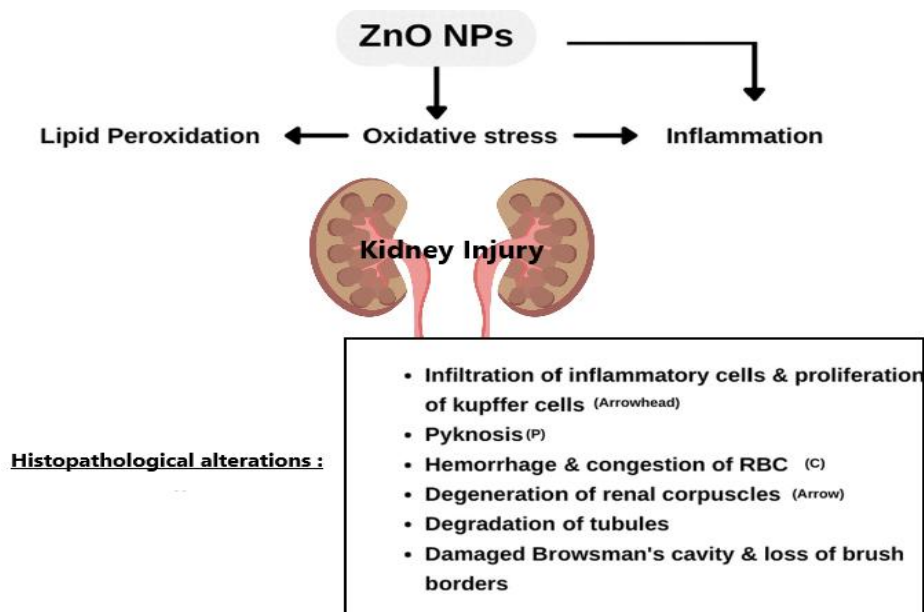 ZnO NPs
Lipid Peroxidation
Oxidative stress
Inflammation
Kidney Injury
Histopathological alterations :
• Infiltration of inflammatory cells & proliferation
of kupffer cells (Arrowhead)
• Pyknosis (P)
• Hemorrhage & congestion of RBC (C)
• Degeneration of renal corpuscles (Arrow)
• Degradation of tubules
• Damaged Browsman's cavity & loss of brush
borders